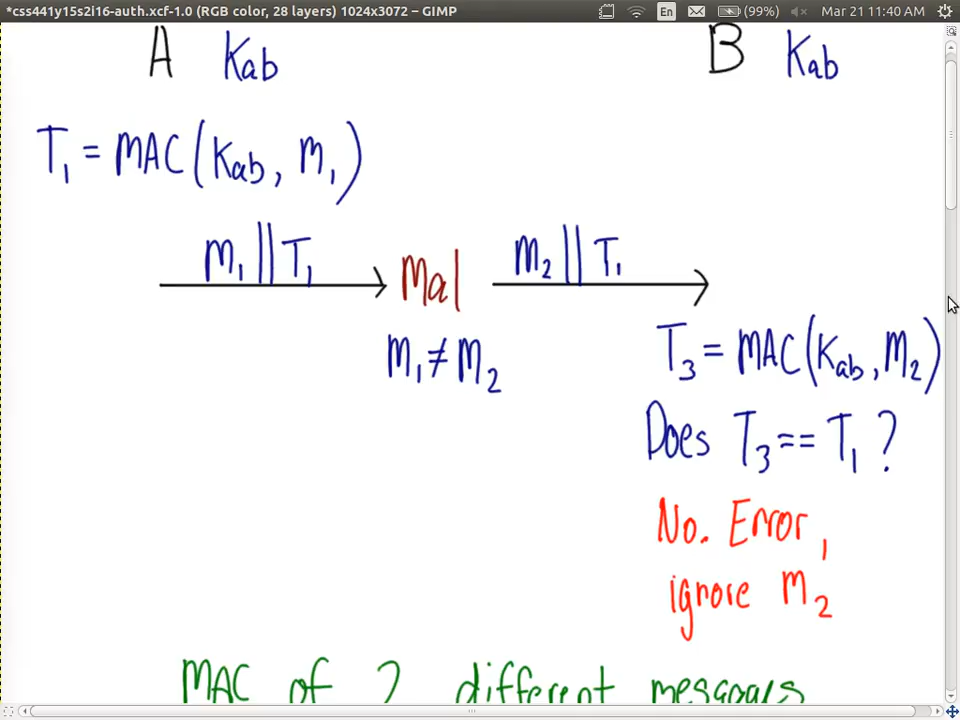 *css441y15s2i16-auth.xcf-1.0 (RGB color, 28 layers) 1024x3072 – GIMP
En (99%) Mar 21 11:40 AM
A Kab B Kab
T1 = MAC(Kab, M1)
M1 || T1 Mal M2 || T1
M1 ≠ M2
T3 = MAC(Kab, M2)
Does T3 == T1 ?
No. Error,
ignore M2
MAC of 2 different